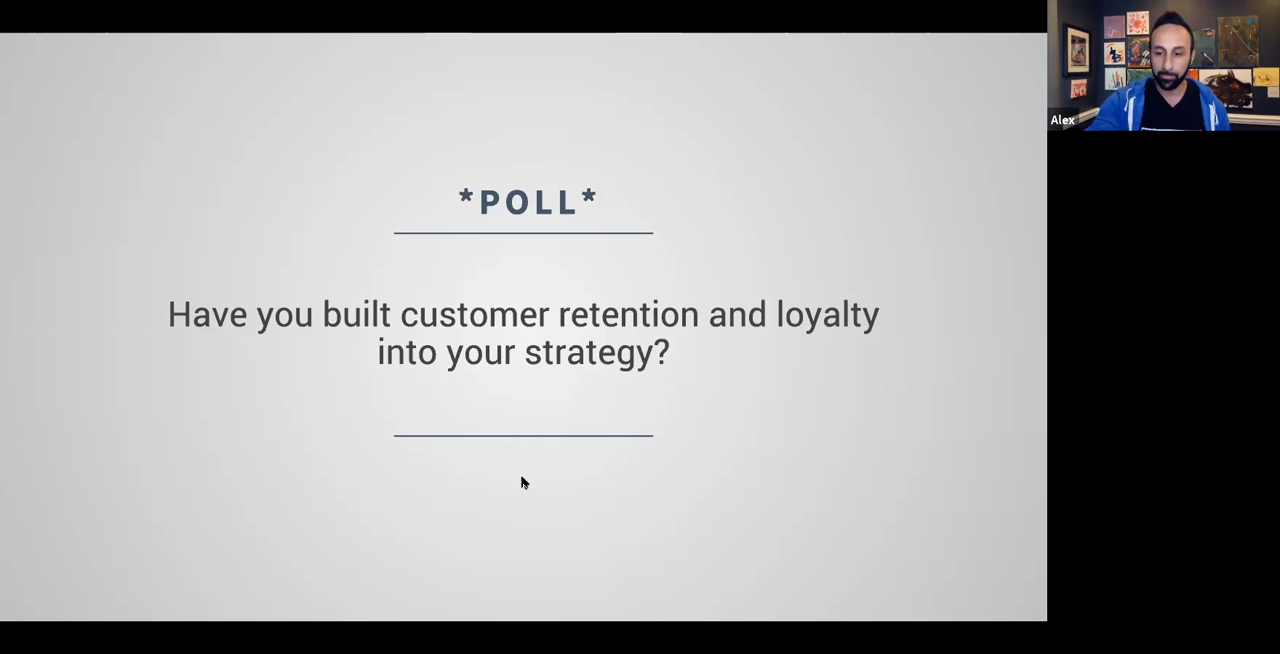 *POLL*
Have you built customer retention and loyalty
into your strategy?
Alex